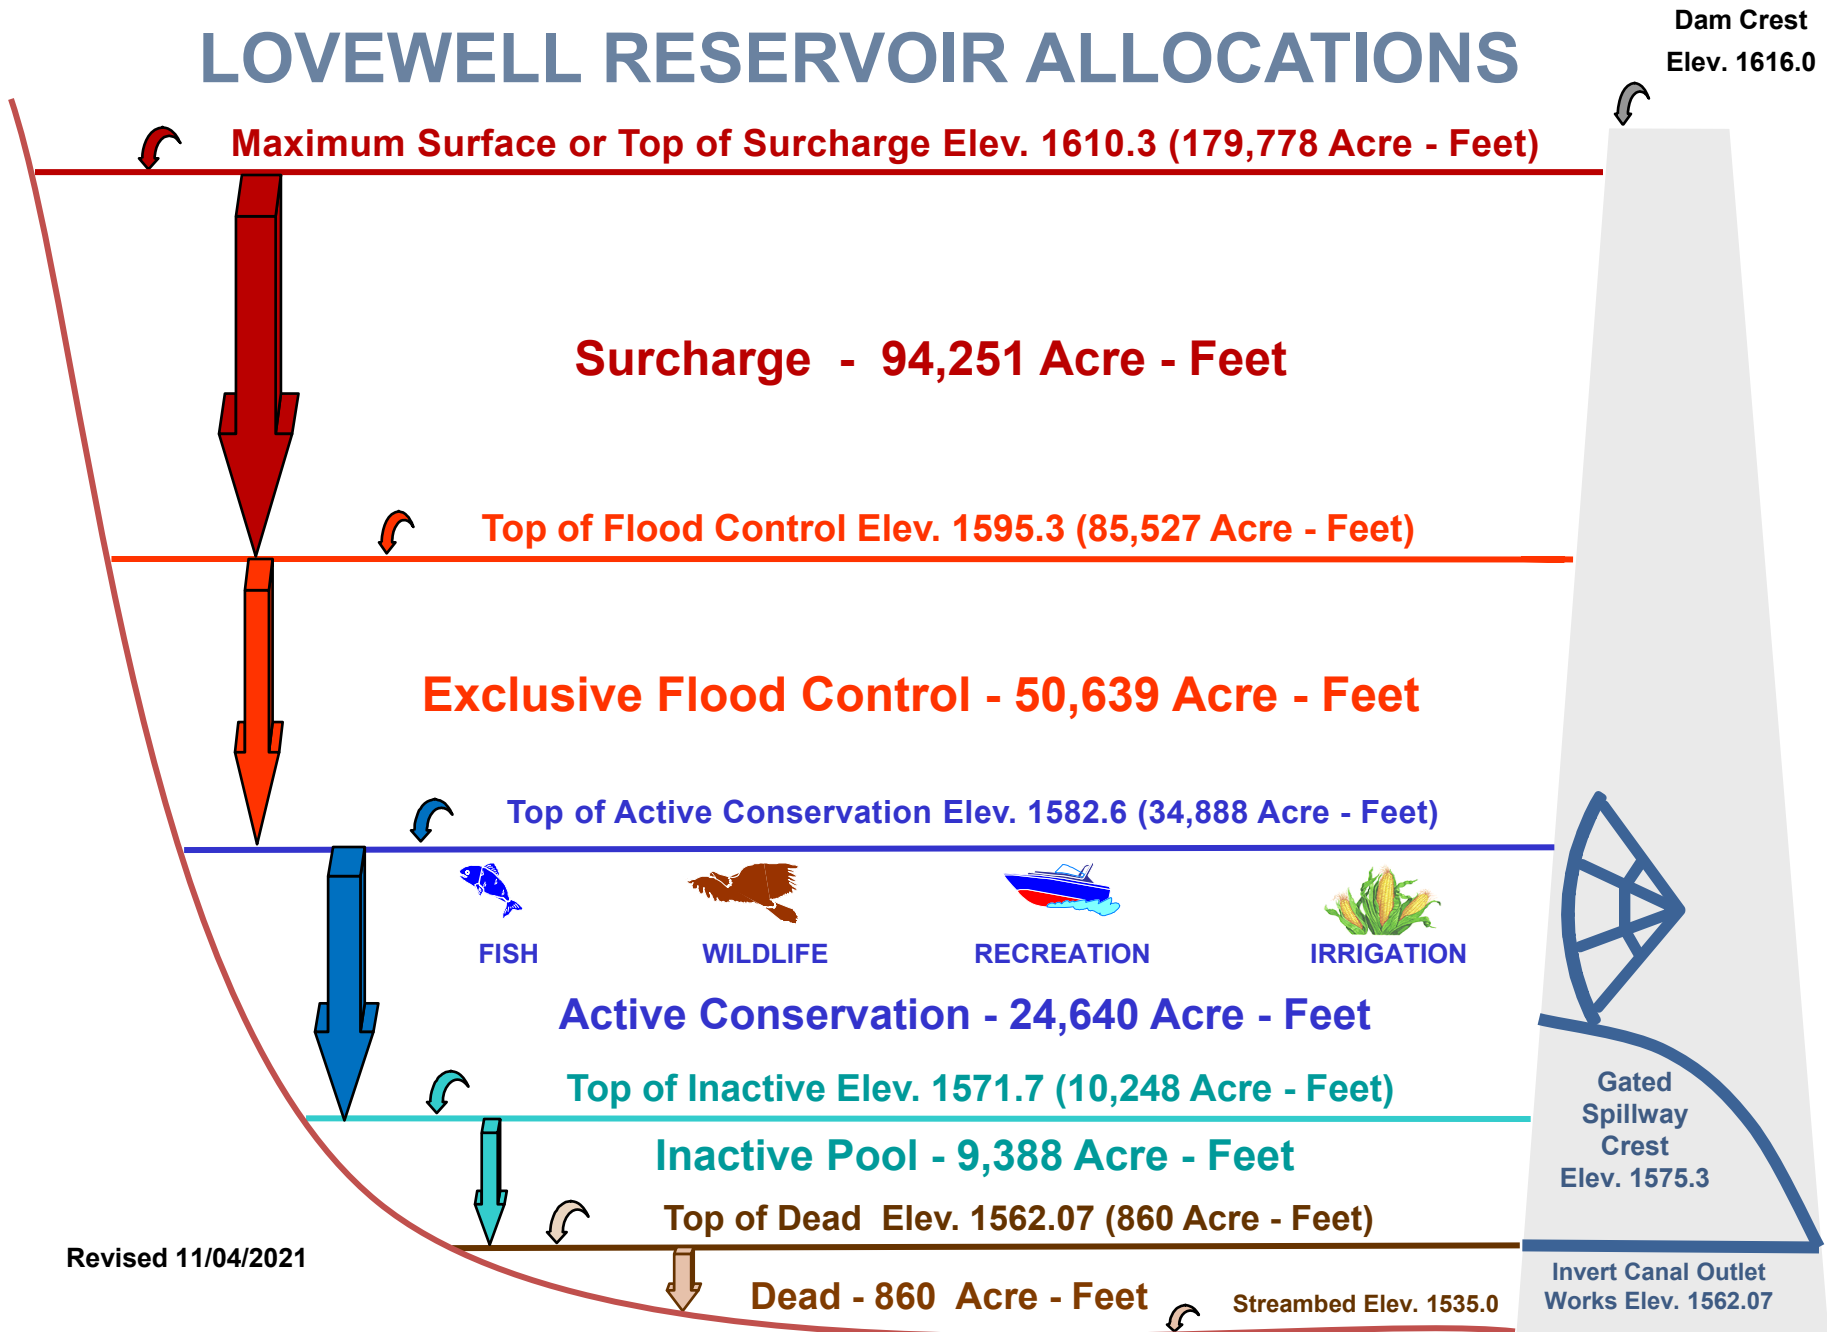 LOVEWELL RESERVOIR ALLOCATIONS
Dam Crest
Elev. 1616.0
Maximum Surface or Top of Surcharge Elev. 1610.3 (179,778 Acre - Feet)
Surcharge - 94,251 Acre - Feet
Top of Flood Control Elev. 1595.3 (85,527 Acre - Feet)
Exclusive Flood Control - 50,639 Acre - Feet
Top of Active Conservation Elev. 1582.6 (34,888 Acre - Feet)
FISH
WILDLIFE
RECREATION
IRRIGATION
Active Conservation - 24,640 Acre - Feet
Top of Inactive Elev. 1571.7 (10,248 Acre - Feet)
Gated
Spillway
Crest
Elev. 1575.3
Inactive Pool - 9,388 Acre - Feet
Top of Dead Elev. 1562.07 (860 Acre - Feet)
Revised 11/04/2021
Invert Canal Outlet
Works Elev. 1562.07
Dead - 860 Acre - Feet
Streambed Elev. 1535.0